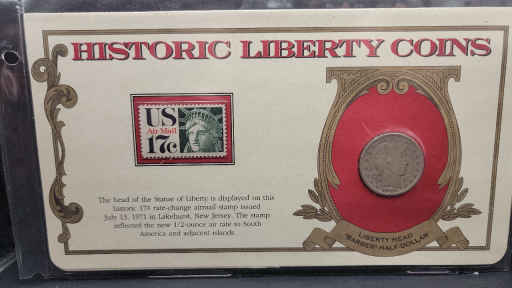 HISTORIC LIBERTY COINS
US
Air Mail
17c
The head of the Statue of Liberty is displayed on this
historic 17¢ rate-change airmail stamp issued
July 13, 1971 in Lakehurst, New Jersey. The stamp
reflected the new 1/2-ounce air rate to South
America and adjacent islands.
LIBERTY HEAD
"BARBER" HALF-DOLLAR